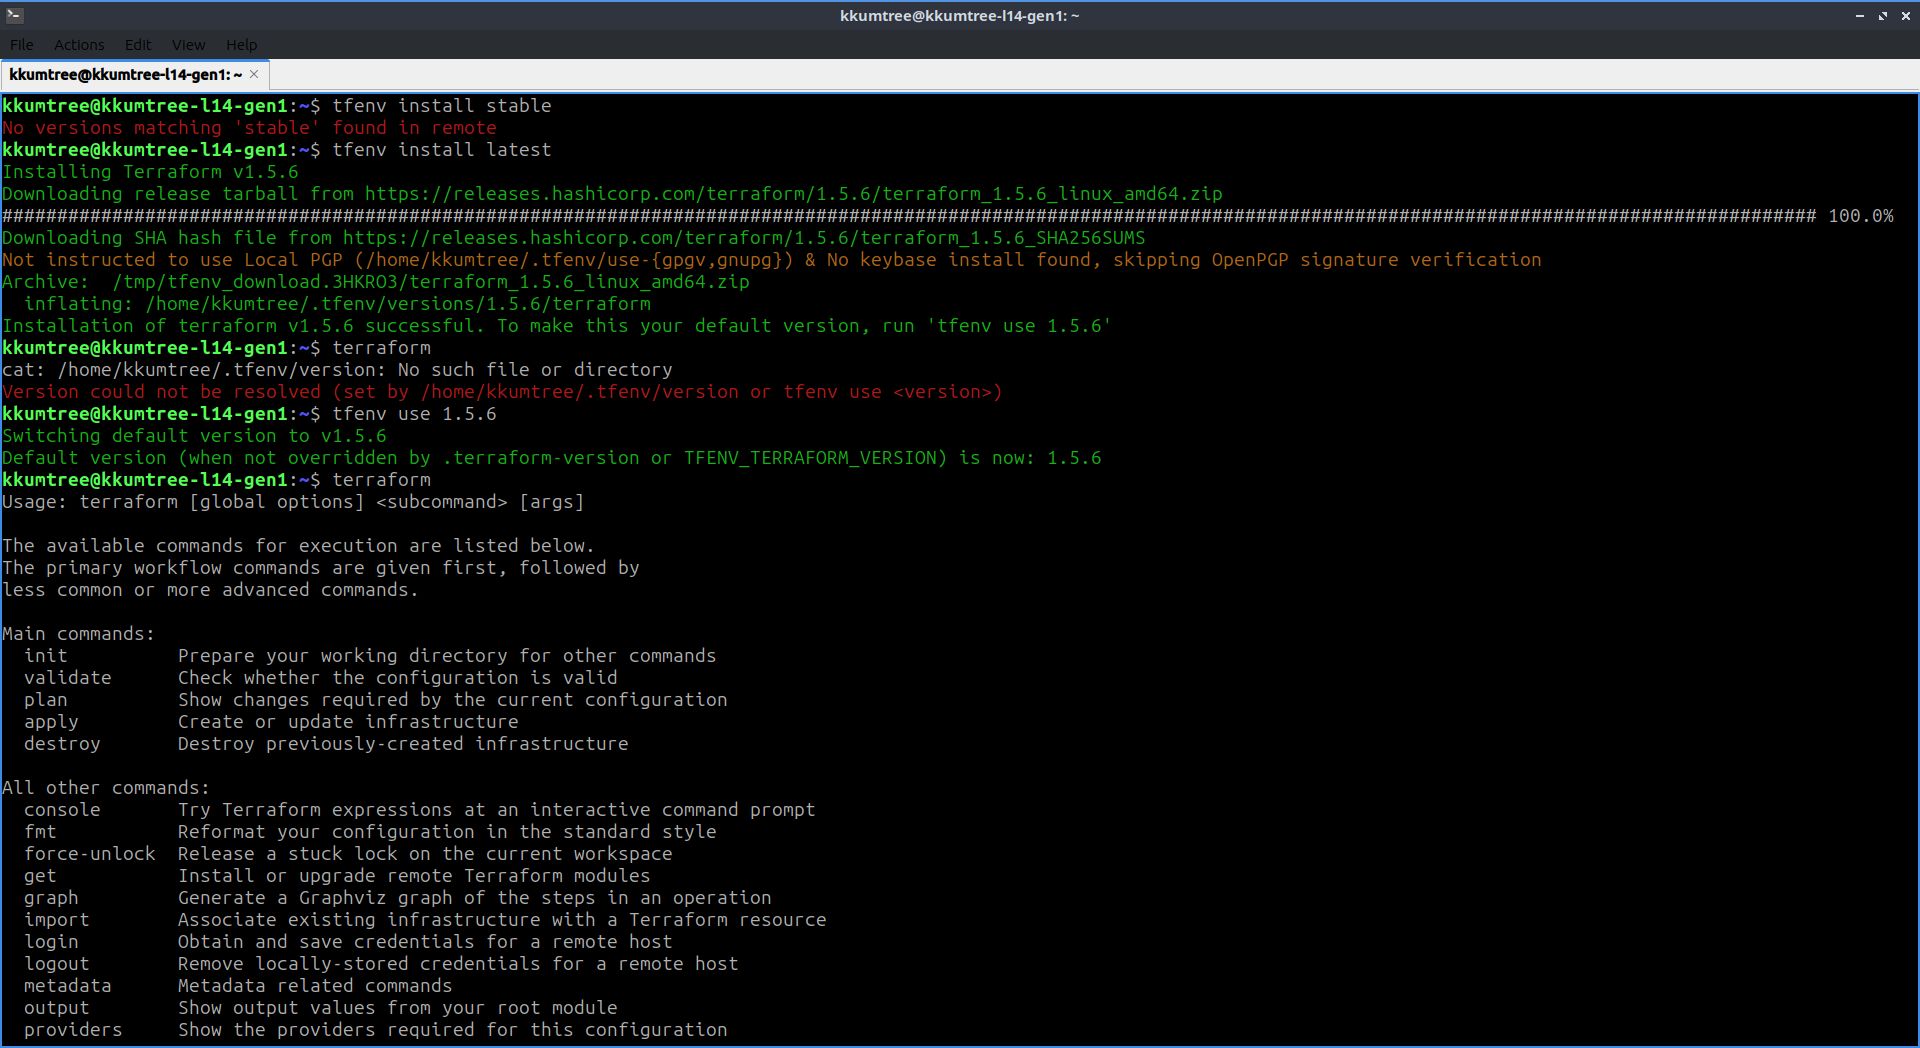 kkumtree@kkumtree-l14-gen1: ~
File Actions Edit View Help
kkumtree@kkumtree-l14-gen1: ~ ×
kkumtree@kkumtree-l14-gen1:~$ tfenv install stable
No versions matching 'stable' found in remote
kkumtree@kkumtree-l14-gen1:~$ tfenv install latest
Installing Terraform v1.5.6
Downloading release tarball from https://releases.hashicorp.com/terraform/1.5.6/terraform_1.5.6_linux_amd64.zip
##################################################################################################################################################################### 100.0%
Downloading SHA hash file from https://releases.hashicorp.com/terraform/1.5.6/terraform_1.5.6_SHA256SUMS
Not instructed to use Local PGP (/home/kkumtree/.tfenv/use-{gpgv,gnupg}) & No keybase install found, skipping OpenPGP signature verification
Archive:  /tmp/tfenv_download.3HKRO3/terraform_1.5.6_linux_amd64.zip
  inflating: /home/kkumtree/.tfenv/versions/1.5.6/terraform
Installation of terraform v1.5.6 successful. To make this your default version, run 'tfenv use 1.5.6'
kkumtree@kkumtree-l14-gen1:~$ terraform
cat: /home/kkumtree/.tfenv/version: No such file or directory
Version could not be resolved (set by /home/kkumtree/.tfenv/version or tfenv use <version>)
kkumtree@kkumtree-l14-gen1:~$ tfenv use 1.5.6
Switching default version to v1.5.6
Default version (when not overridden by .terraform-version or TFENV_TERRAFORM_VERSION) is now: 1.5.6
kkumtree@kkumtree-l14-gen1:~$ terraform
Usage: terraform [global options] <subcommand> [args]
The available commands for execution are listed below.
The primary workflow commands are given first, followed by
less common or more advanced commands.
Main commands:
  init          Prepare your working directory for other commands
  validate      Check whether the configuration is valid
  plan          Show changes required by the current configuration
  apply         Create or update infrastructure
  destroy       Destroy previously-created infrastructure
All other commands:
  console       Try Terraform expressions at an interactive command prompt
  fmt           Reformat your configuration in the standard style
  force-unlock  Release a stuck lock on the current workspace
  get           Install or upgrade remote Terraform modules
  graph         Generate a Graphviz graph of the steps in an operation
  import        Associate existing infrastructure with a Terraform resource
  login         Obtain and save credentials for a remote host
  logout        Remove locally-stored credentials for a remote host
  metadata      Metadata related commands
  output        Show output values from your root module
  providers     Show the providers required for this configuration